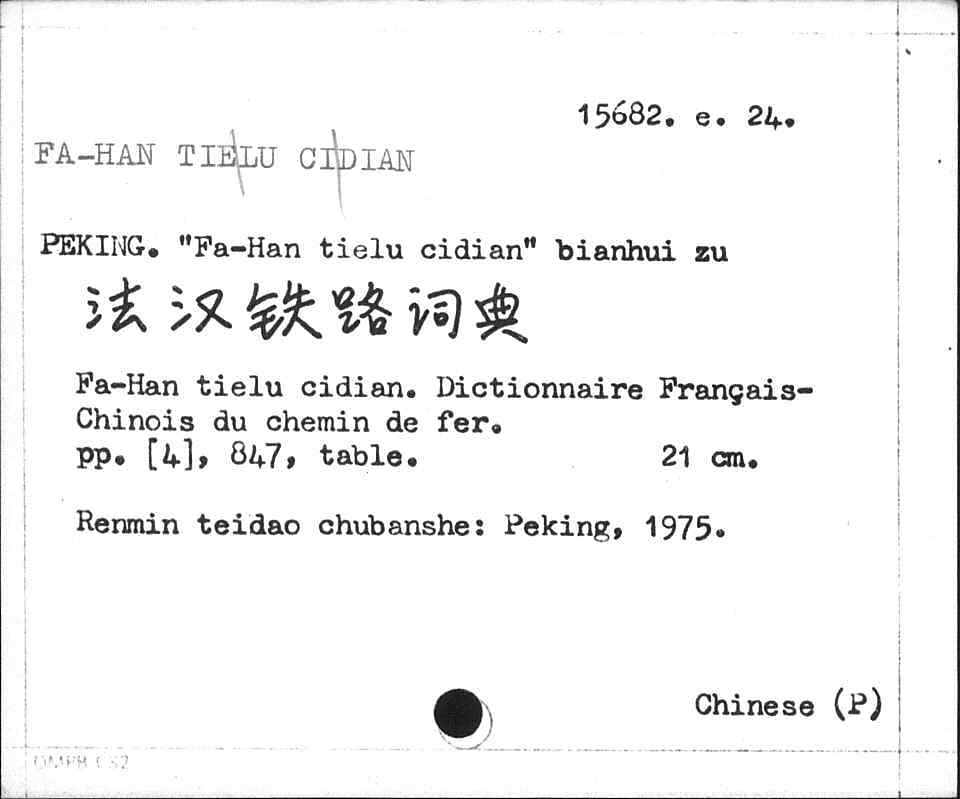 15682. e. 24.
FA-HAN TIELU CIDIAN
PEKING. "Fa-Han tielu cidian" bianhui zu
法汉铁路词典
Fa-Han tielu cidian. Dictionnaire Français-
Chinois du chemin de fer.
pp. [4], 847, table. 21 cm.
Renmin teidao chubanshe: Peking, 1975.
Chinese (P)